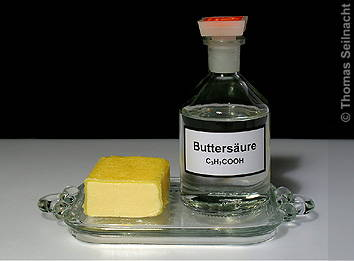 Buttersäure
C₃H₇COOH
© Thomas Seilnacht